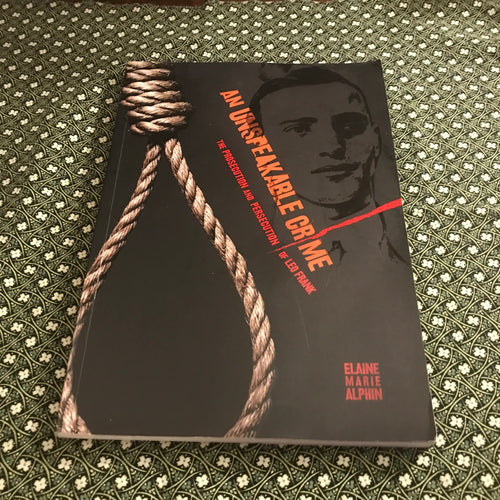 AN UNSPEAKABLE CRIME
THE PROSECUTION AND PERSECUTION OF LEO FRANK
ELAINE
MARIE
ALPHIN